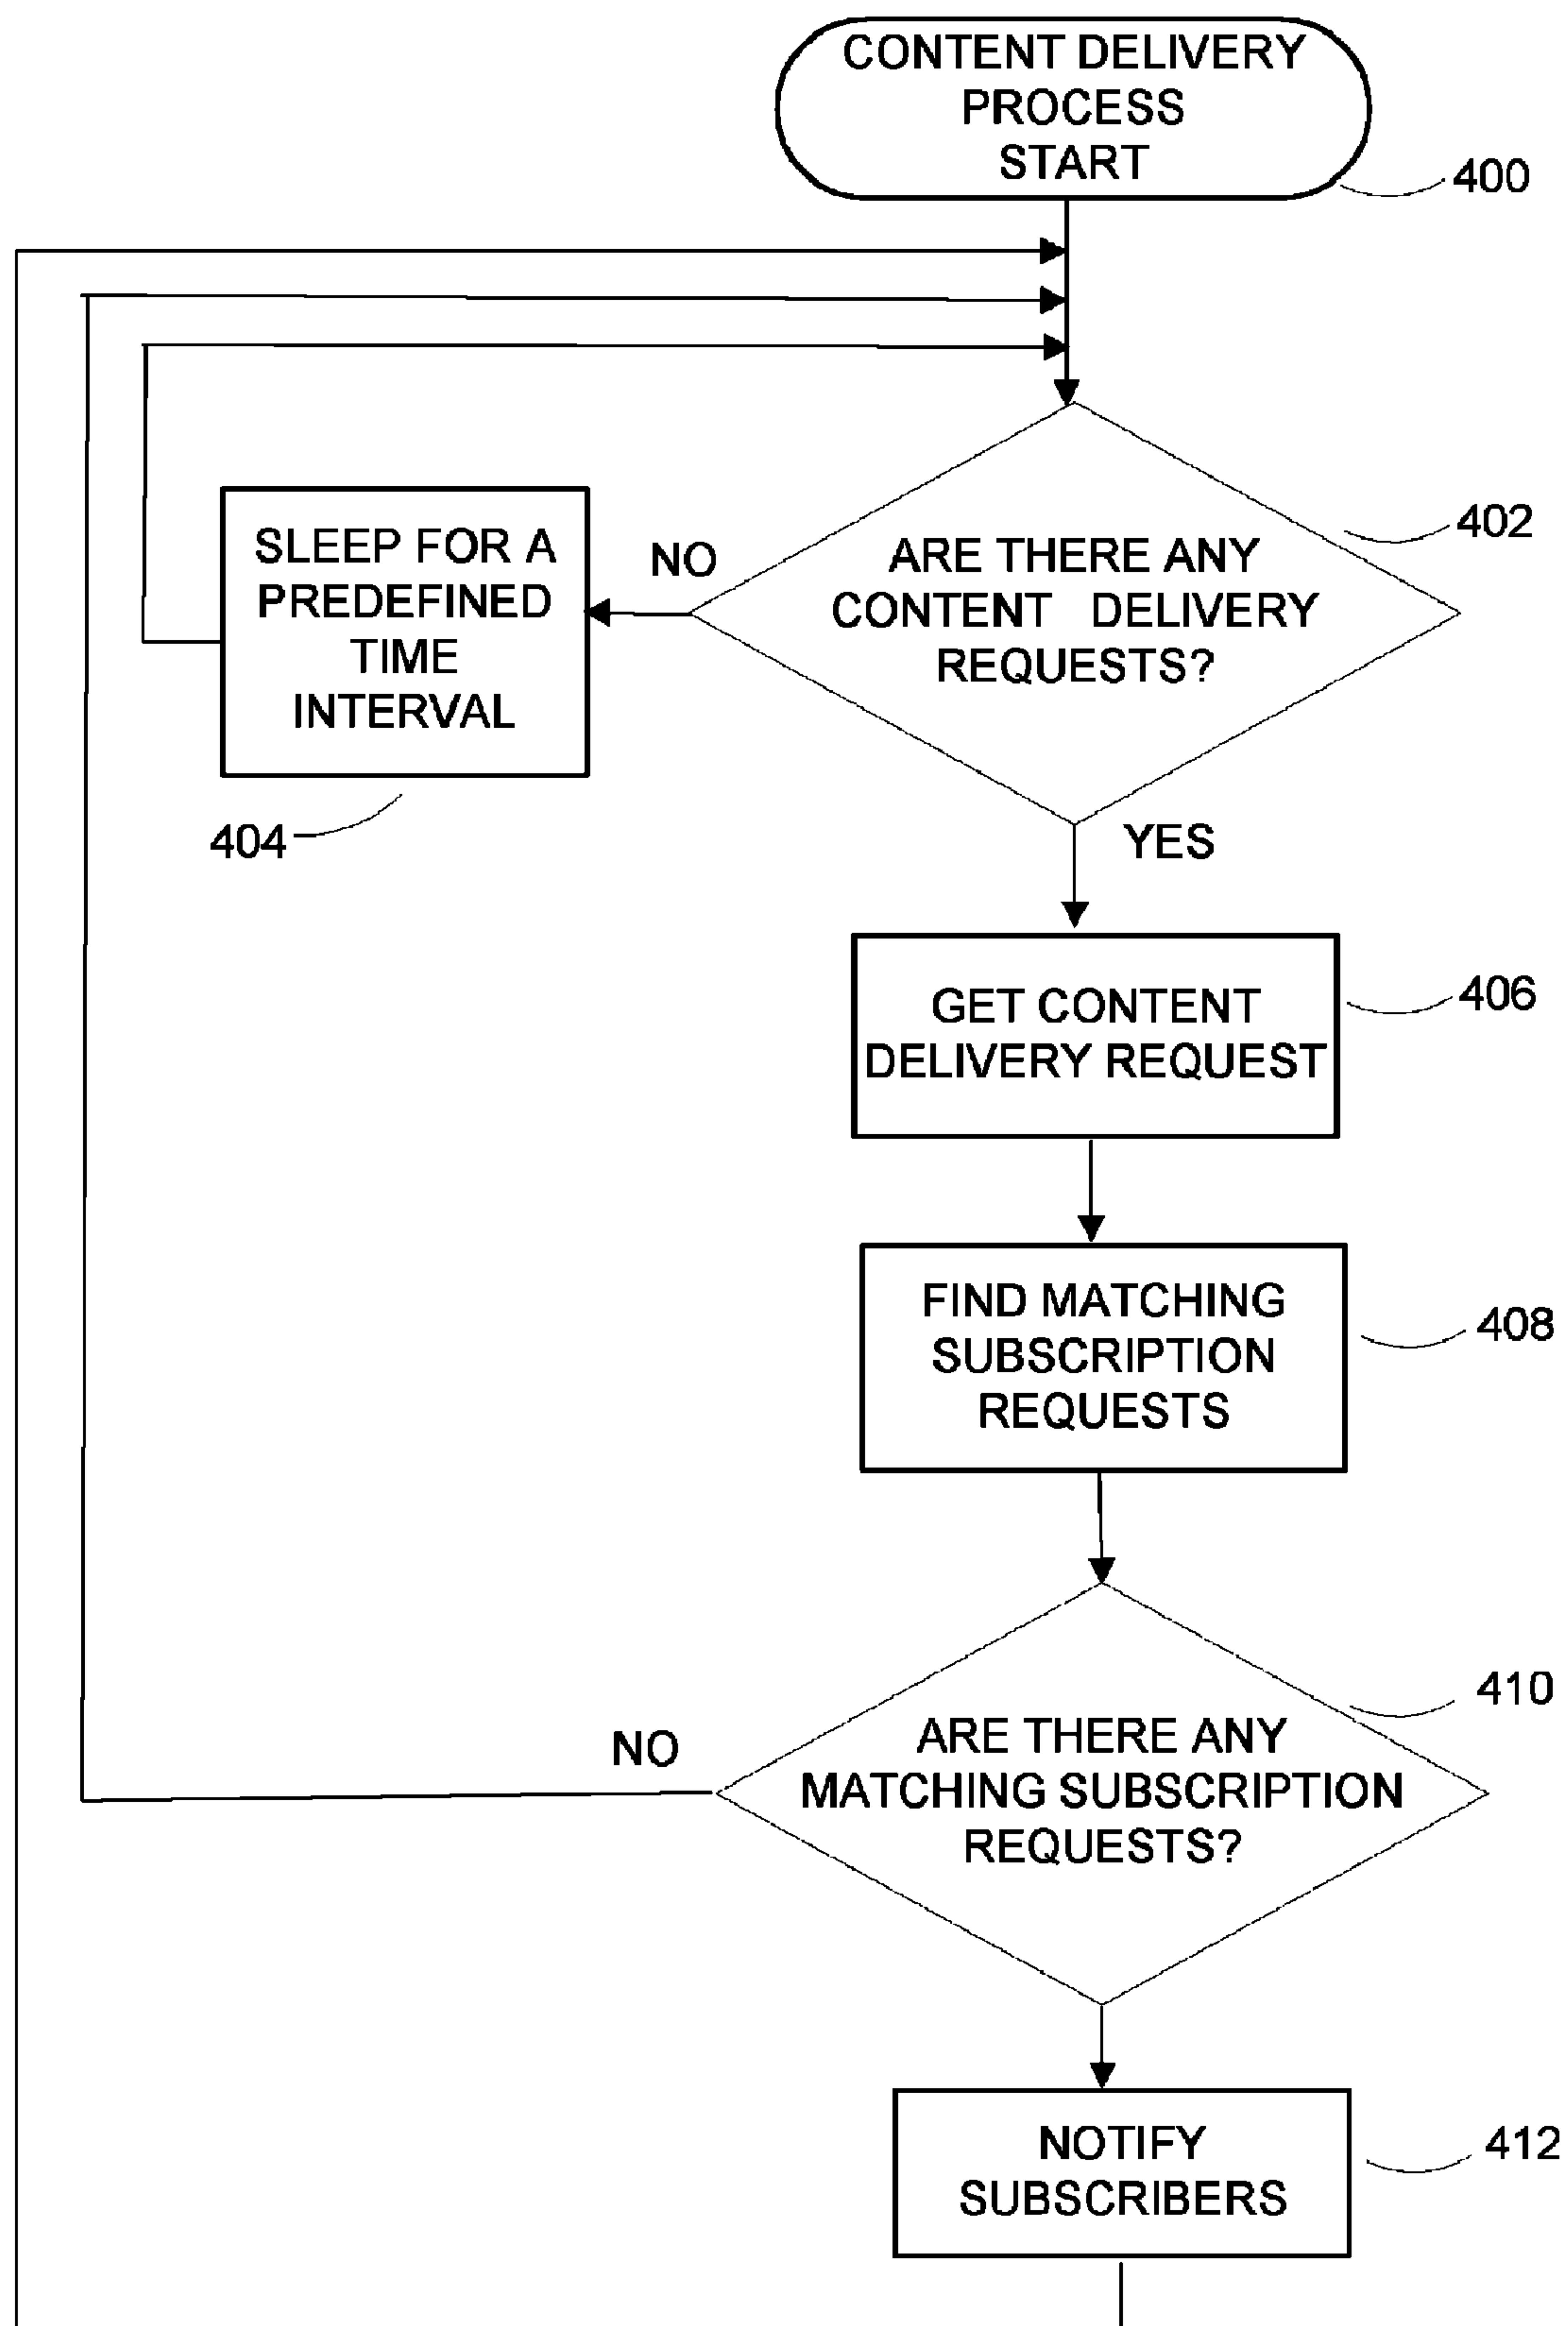 CONTENT DELIVERY
PROCESS
START
400
402
ARE THERE ANY
CONTENT DELIVERY
REQUESTS?
NO
SLEEP FOR A
PREDEFINED
TIME
INTERVAL
404
YES
GET CONTENT
DELIVERY REQUEST
406
FIND MATCHING
SUBSCRIPTION
REQUESTS
408
410
ARE THERE ANY
MATCHING SUBSCRIPTION
REQUESTS?
NO
NOTIFY
SUBSCRIBERS
412